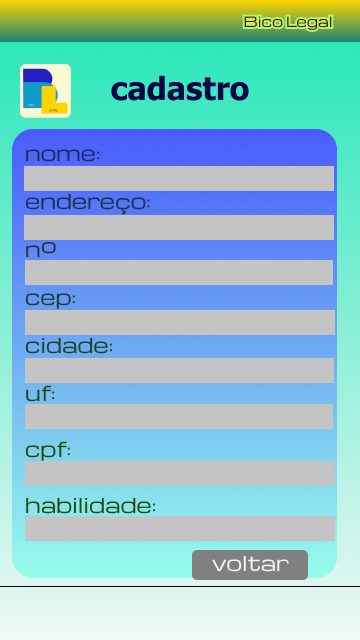 Bico Legal
cadastro
nome:
endereço:
nº
cep:
cidade:
uf:
cpf:
habilidade:
voltar